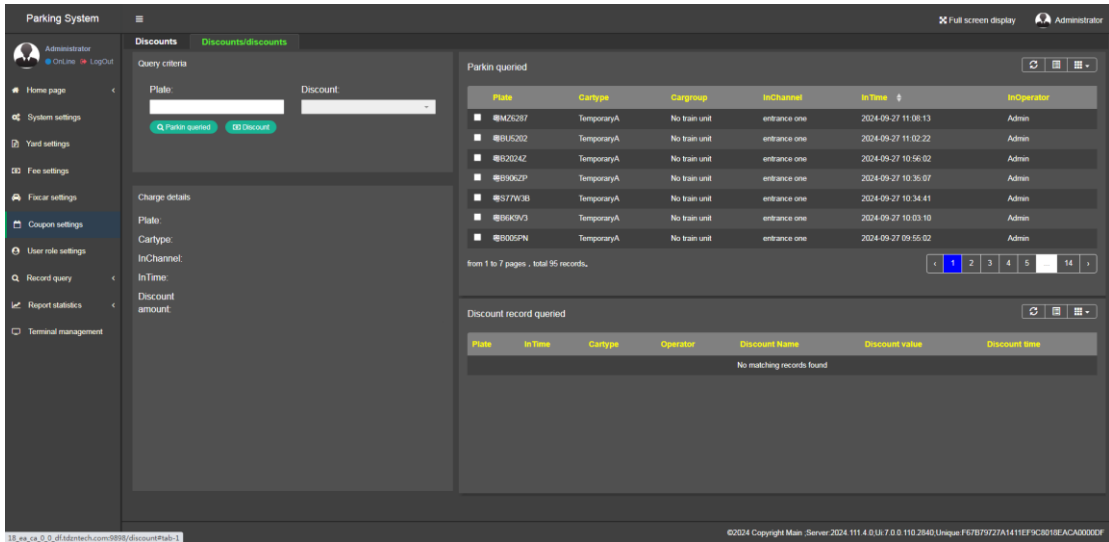 Parking System
Full screen display
Administrator
Administrator
OnLine LogOut
Home page
System settings
Yard settings
Fee settings
Fixcar settings
Coupon settings
User role settings
Record query
Report statistics
Terminal management
Discounts Discounts/discounts
Query criteria
Plate: Discount:
Parkin queried Discount
Charge details
Plate:
Cartype:
InChannel:
InTime:
Discount
amount:
Parkin queried
Plate Cartype Cargroup InChannel InTime InOperator
粤MZ6287 TemporaryA No train unit entrance one 2024-09-27 11:08:13 Admin
粤BU5202 TemporaryA No train unit entrance one 2024-09-27 11:02:22 Admin
粤B2024Z TemporaryA No train unit entrance one 2024-09-27 10:56:02 Admin
粤B906ZP TemporaryA No train unit entrance one 2024-09-27 10:35:07 Admin
粤S77W3B TemporaryA No train unit entrance one 2024-09-27 10:34:41 Admin
粤B6K9V3 TemporaryA No train unit entrance one 2024-09-27 10:03:10 Admin
粤B005PN TemporaryA No train unit entrance one 2024-09-27 09:55:02 Admin
from 1 to 7 pages, total 95 records。
‹ 1 2 3 4 5 ... 14 ›
Discount record queried
Plate InTime Cartype Operator Discount Name Discount value Discount time
No matching records found
©2024 Copyright Main ;Server:2024.111.4.0;Ui:7.0.0.110.2840;Unique:F67B79727A1411EF9C8018EACA0000DF
18_ea_ca_0_0_df.tdzntech.com:9898/discount#tab-1